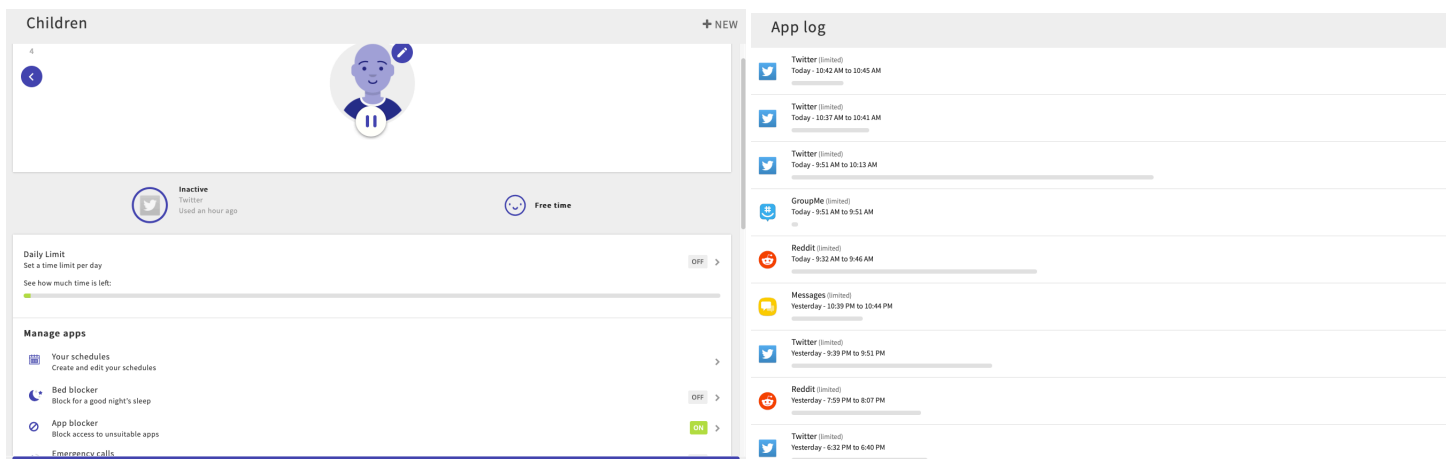 Children
+ NEW
4
Inactive
Twitter
Used an hour ago
Free time
Daily Limit
Set a time limit per day
OFF
See how much time is left:
Manage apps
Your schedules
Create and edit your schedules
Bed blocker
Block for a good night's sleep
OFF
App blocker
Block access to unsuitable apps
ON
Emergency calls
App log
Twitter (limited)
Today - 10:42 AM to 10:45 AM
Twitter (limited)
Today - 10:37 AM to 10:41 AM
Twitter (limited)
Today - 9:51 AM to 10:13 AM
GroupMe (limited)
Today - 9:51 AM to 9:51 AM
Reddit (limited)
Today - 9:32 AM to 9:46 AM
Messages (limited)
Yesterday - 10:39 PM to 10:44 PM
Twitter (limited)
Yesterday - 9:39 PM to 9:51 PM
Reddit (limited)
Yesterday - 7:59 PM to 8:07 PM
Twitter (limited)
Yesterday - 6:32 PM to 6:40 PM